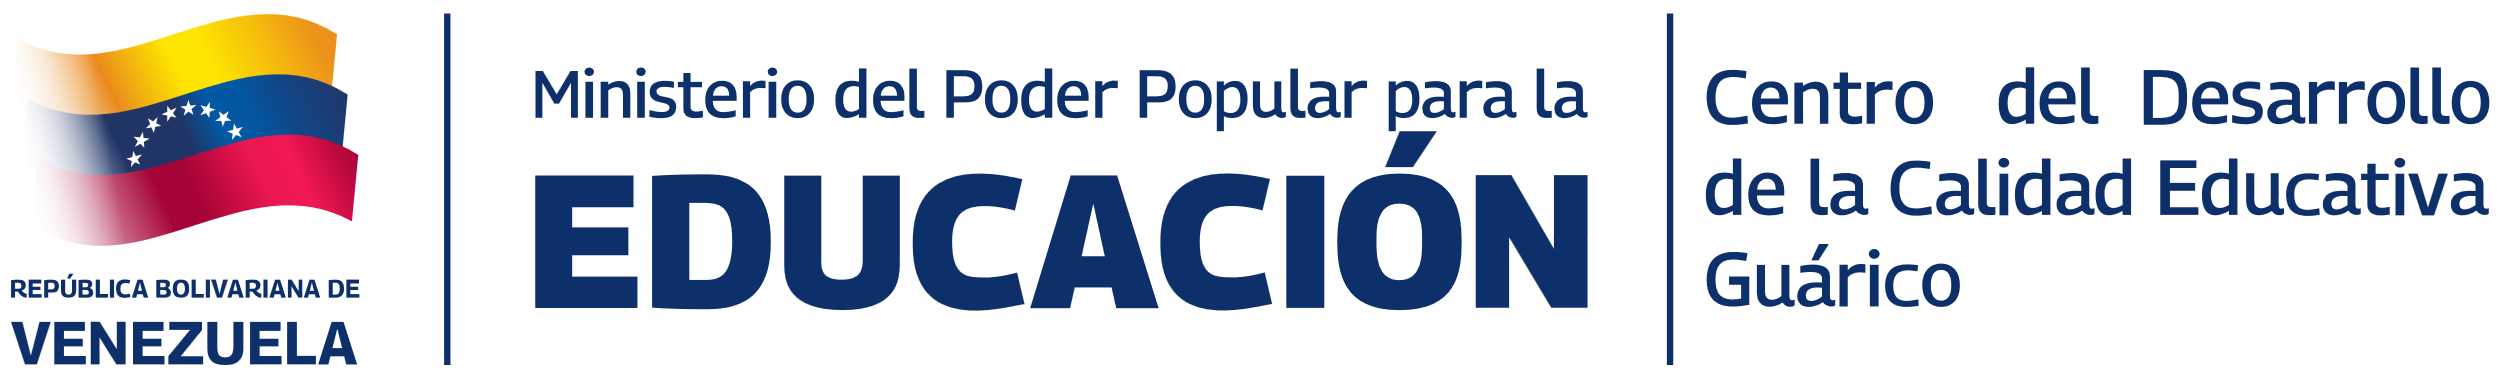 REPÚBLICA BOLIVARIANA DE
VENEZUELA
Ministerio del Poder Popular para la
EDUCACIÓN
Centro del Desarrollo
de la Calidad Educativa
Guárico